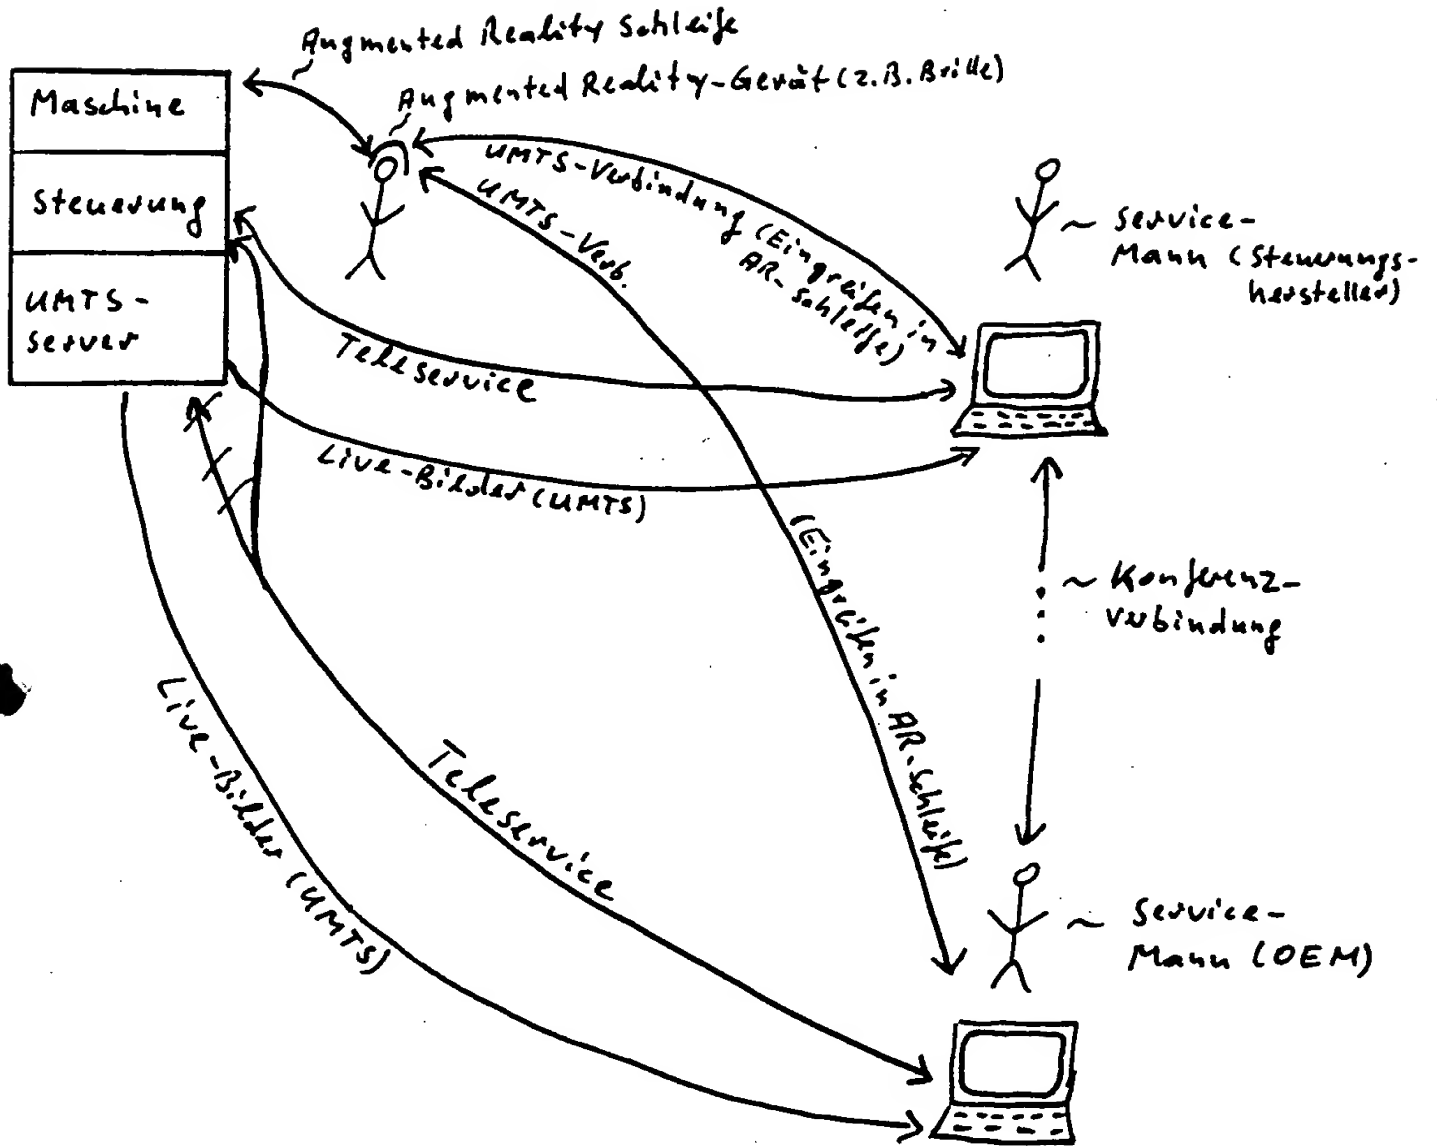 Augmented Reality Schleife
Augmented Reality-Gerät (z.B. Brille)
Maschine
Steuerung
UMTS-
Server
UMTS-Verbindung (Eingreifen in
AR-Schleife)
UMTS-Verb.
(Eingreifen in AR-Schleife)
Service-
Mann (Steuerungs-
hersteller)
Teleservice
Live-Bilder (UMTS)
Konferenz-
verbindung
Live-Bilder (UMTS)
Teleservice
Service-
Mann (OEM)